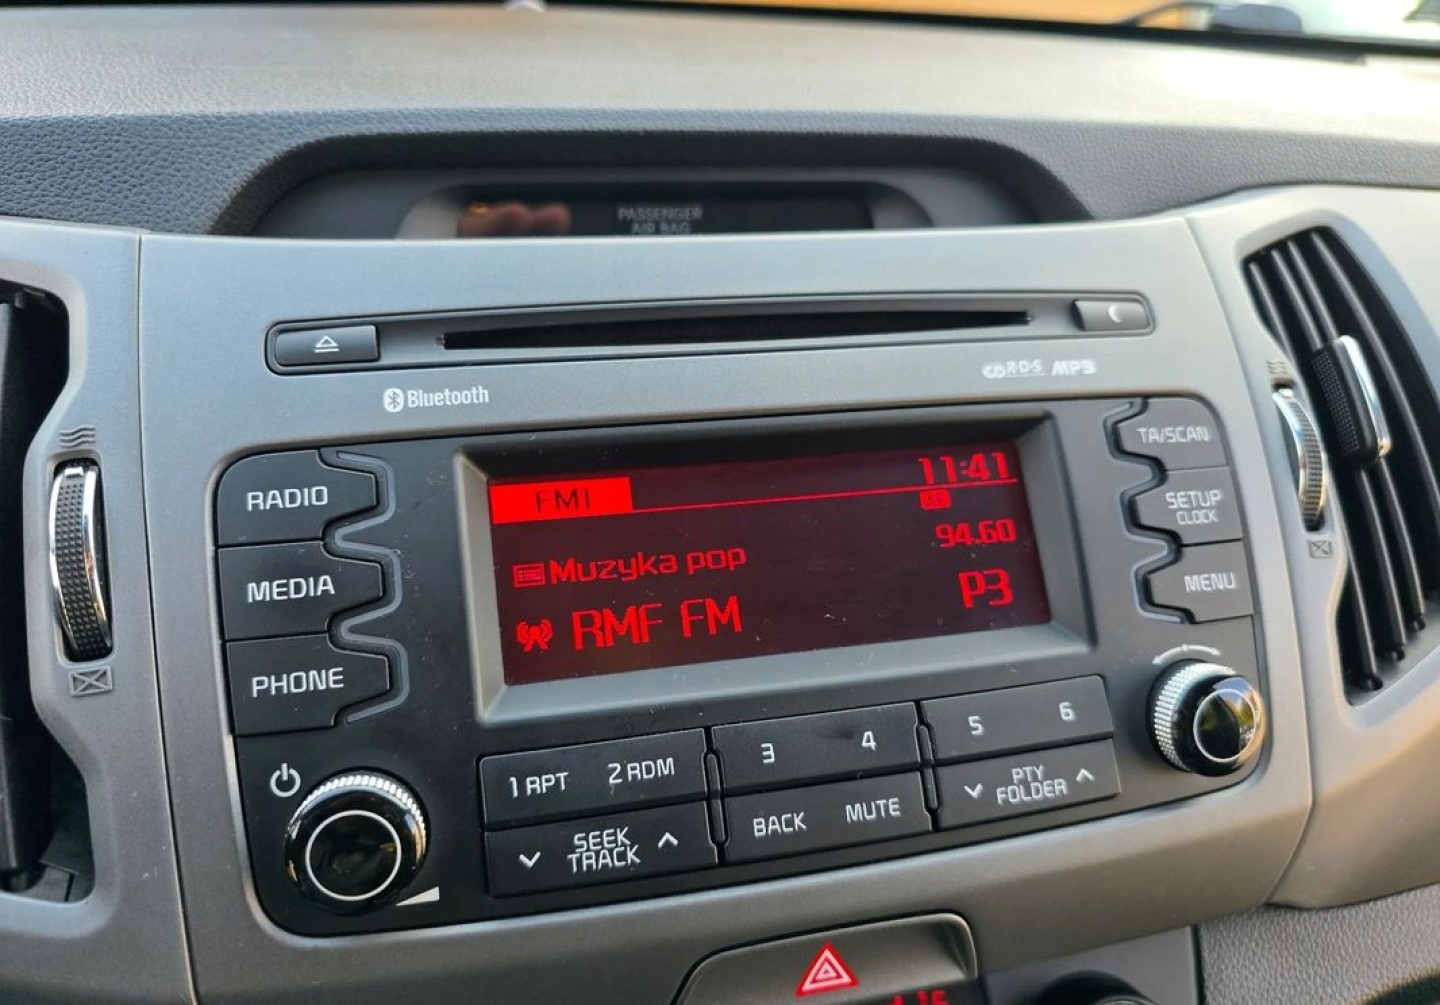 PASSENGER
AIR BAG
Bluetooth
R·D·S MP3
RADIO
MEDIA
PHONE
FM1
11:41
AF
94.60
Muzyka pop
RMF FM
P3
TA/SCAN
SETUP
CLOCK
MENU
1 RPT
2 RDM
3
4
5
6
SEEK
TRACK
BACK
MUTE
PTY
FOLDER